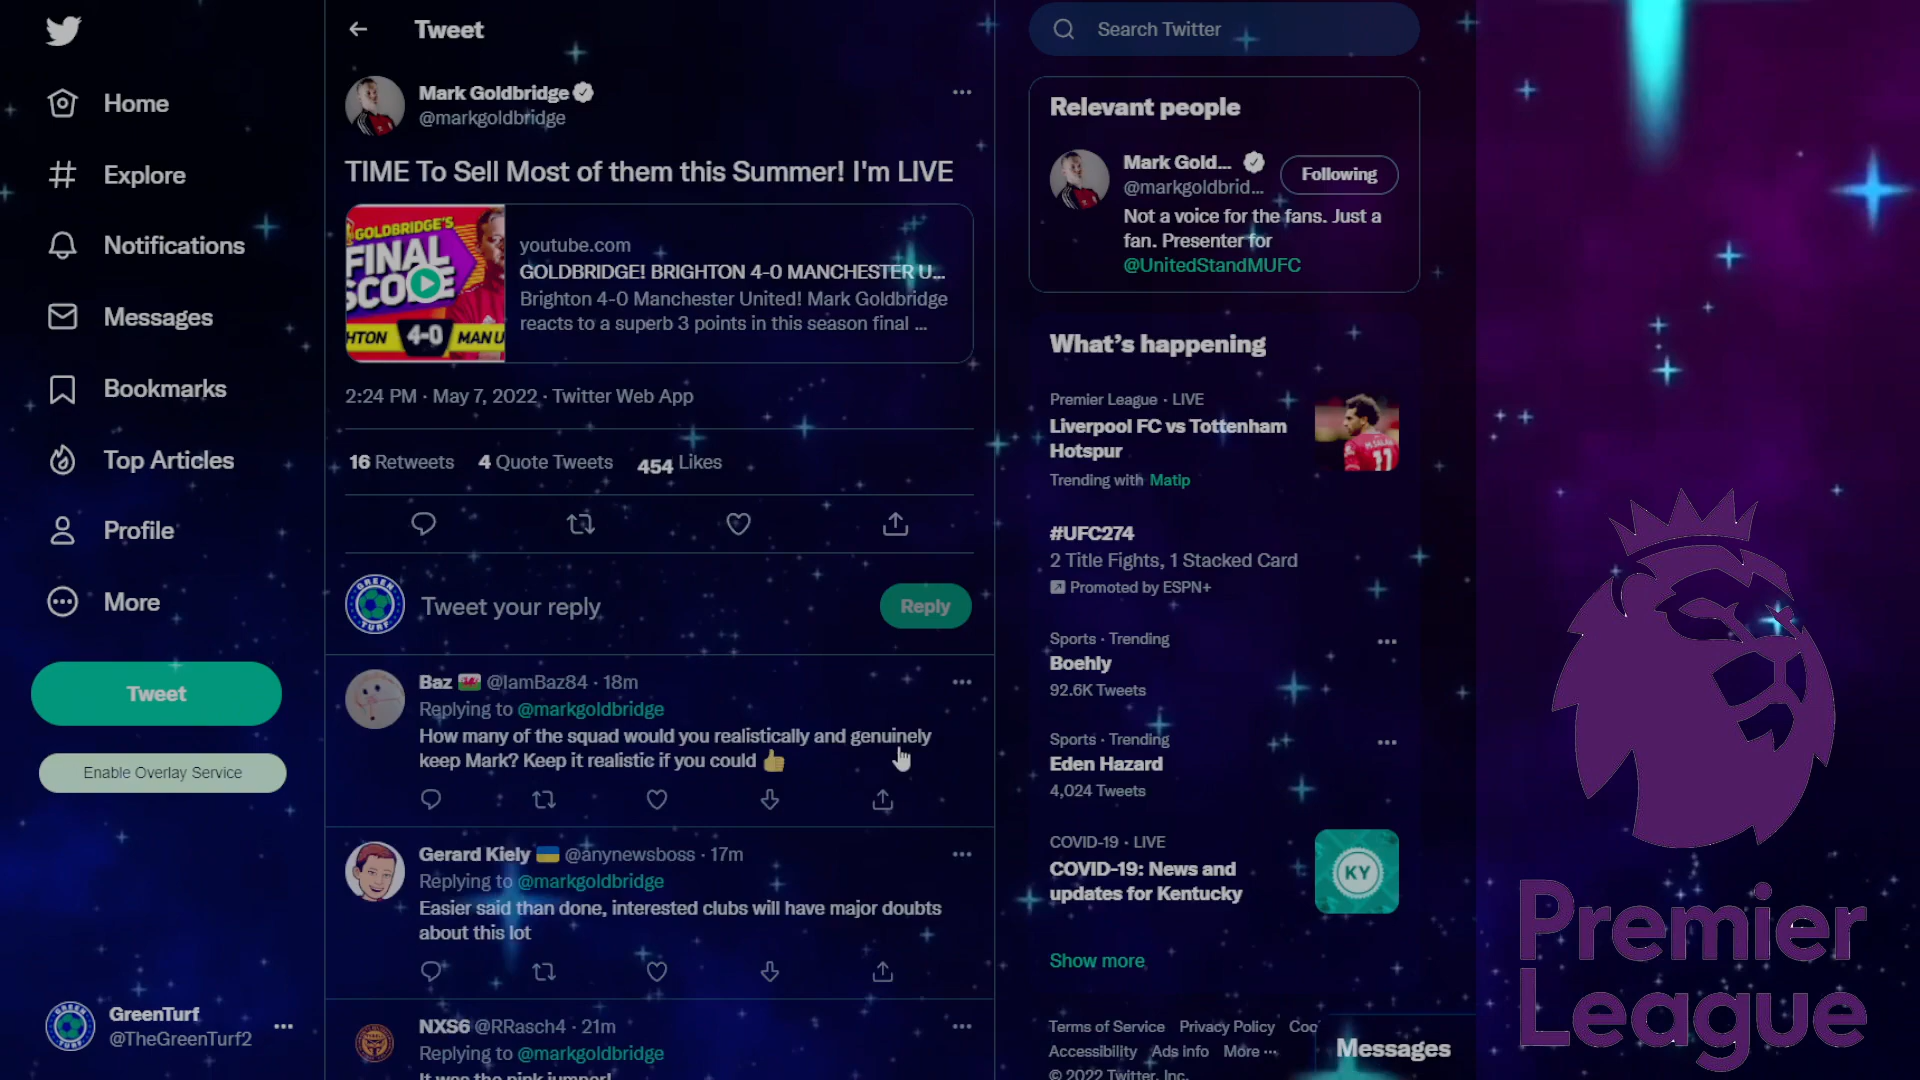 Home
Explore
Notifications
Messages
Bookmarks
Top Articles
Profile
More
Tweet
Enable Overlay Service
GreenTurf
@TheGreenTurf2
Tweet
Mark Goldbridge
@markgoldbridge
TIME To Sell Most of them this Summer! I'm LIVE
GOLDBRIDGE'S
FINAL
SCORE
HTON 4-0 MAN U
youtube.com
GOLDBRIDGE! BRIGHTON 4-0 MANCHESTER U...
Brighton 4-0 Manchester United! Mark Goldbridge
reacts to a superb 3 points in this season final ...
2:24 PM · May 7, 2022 · Twitter Web App
16 Retweets 4 Quote Tweets 454 Likes
GREEN
TURF
Tweet your reply
Reply
Baz @IamBaz84 · 18m
Replying to @markgoldbridge
How many of the squad would you realistically and genuinely
keep Mark? Keep it realistic if you could
Gerard Kiely @anynewsboss · 17m
Replying to @markgoldbridge
Easier said than done, interested clubs will have major doubts
about this lot
NXS6 @RRasch4 · 21m
Replying to @markgoldbridge
It was the pink jumper!
Search Twitter
Relevant people
Mark Gold...
@markgoldbrid...
Following
Not a voice for the fans. Just a
fan. Presenter for
@UnitedStandMUFC
What's happening
Premier League · LIVE
Liverpool FC vs Tottenham
Hotspur
Trending with Matip
M.SALAH
11
#UFC274
2 Title Fights, 1 Stacked Card
Promoted by ESPN+
Sports · Trending
Boehly
92.6K Tweets
Sports · Trending
Eden Hazard
4,024 Tweets
COVID-19 · LIVE
COVID-19: News and
updates for Kentucky
KY
Show more
Terms of Service Privacy Policy Coo
Accessibility Ads info More ···
© 2022 Twitter, Inc.
Messages
Premier
League